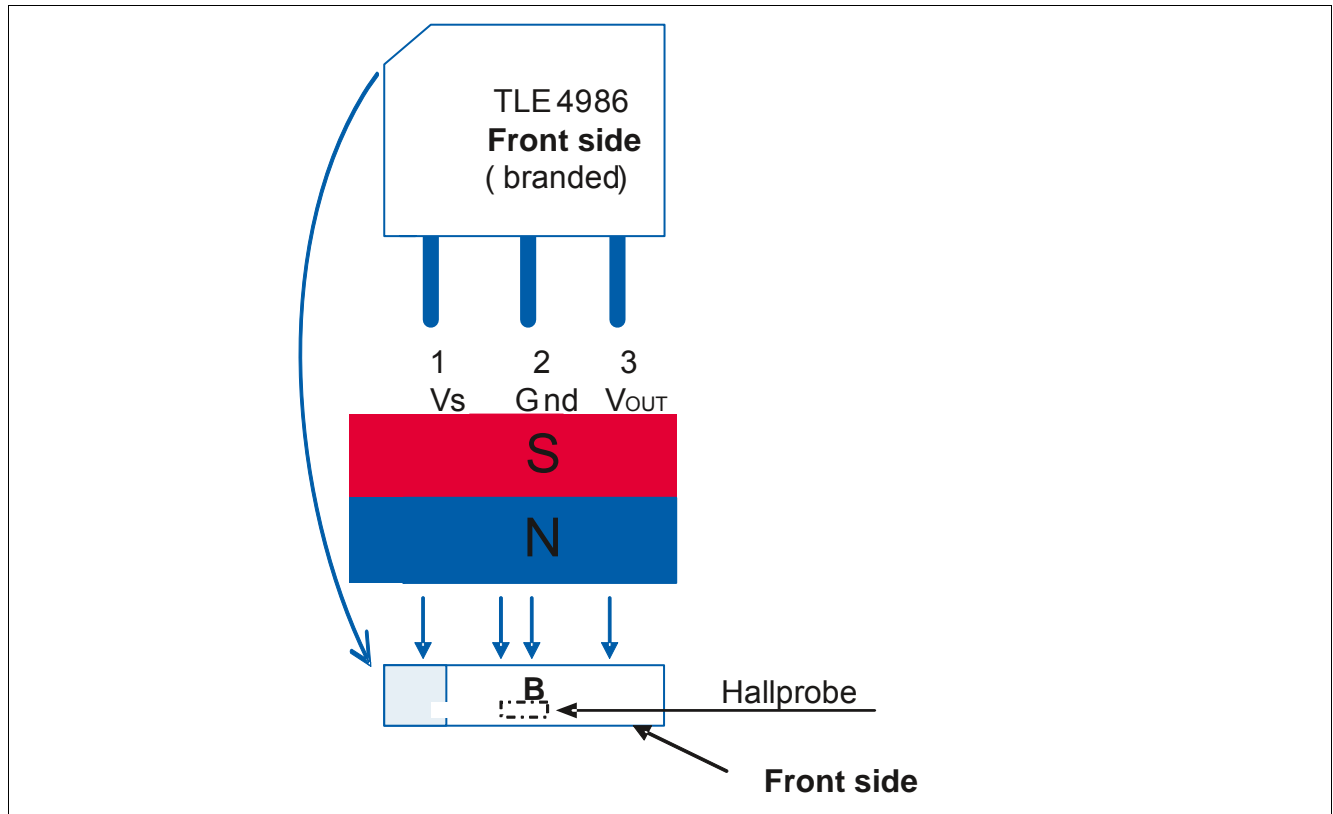 TLE 4986
Front side
( branded)
1 2 3
Vs Gnd VOUT
S
N
B
Hallprobe
Front side